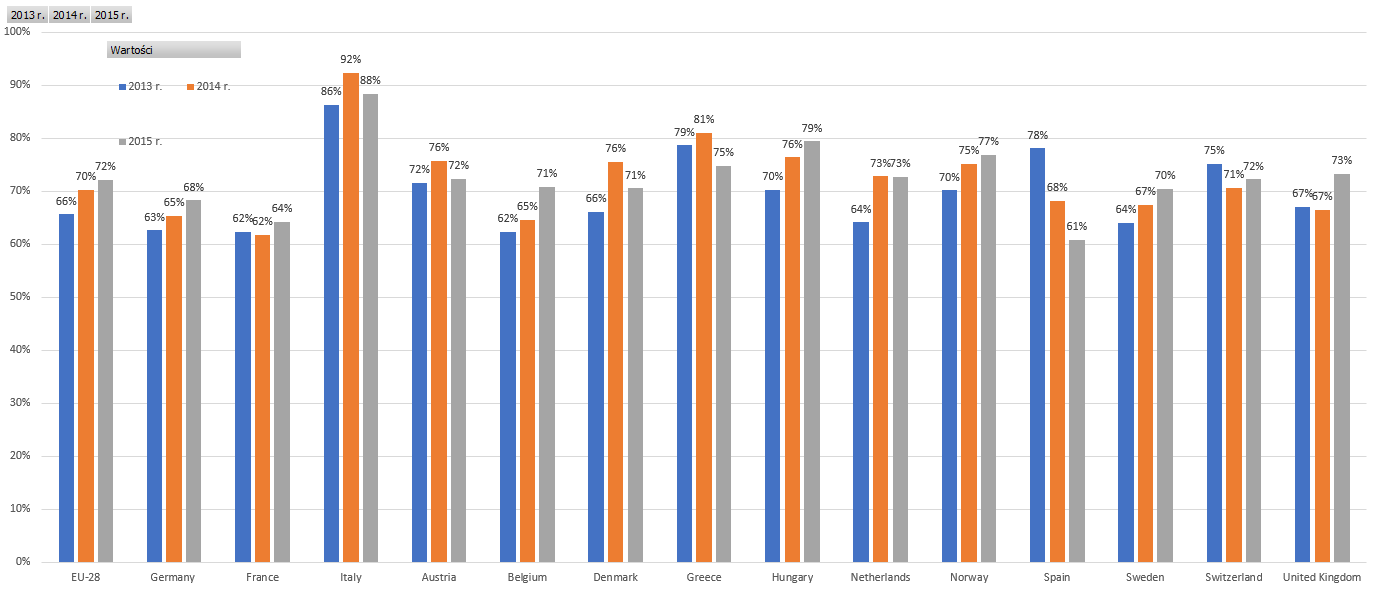 2013 r. 2014 r. 2015 r.
100%
Wartości
2013 r. 2014 r.
2015 r.
90%
80%
70%
60%
50%
40%
30%
20%
10%
0%
66% 70% 72%
63% 65% 68%
62% 62% 64%
86% 92% 88%
72% 76% 72%
62% 65% 71%
66% 76% 71%
79% 81% 75%
70% 76% 79%
64% 73% 73%
70% 75% 77%
78% 68% 61%
64% 67% 70%
75% 71% 72%
67% 67% 73%
EU-28 Germany France Italy Austria Belgium Denmark Greece Hungary Netherlands Norway Spain Sweden Switzerland United Kingdom